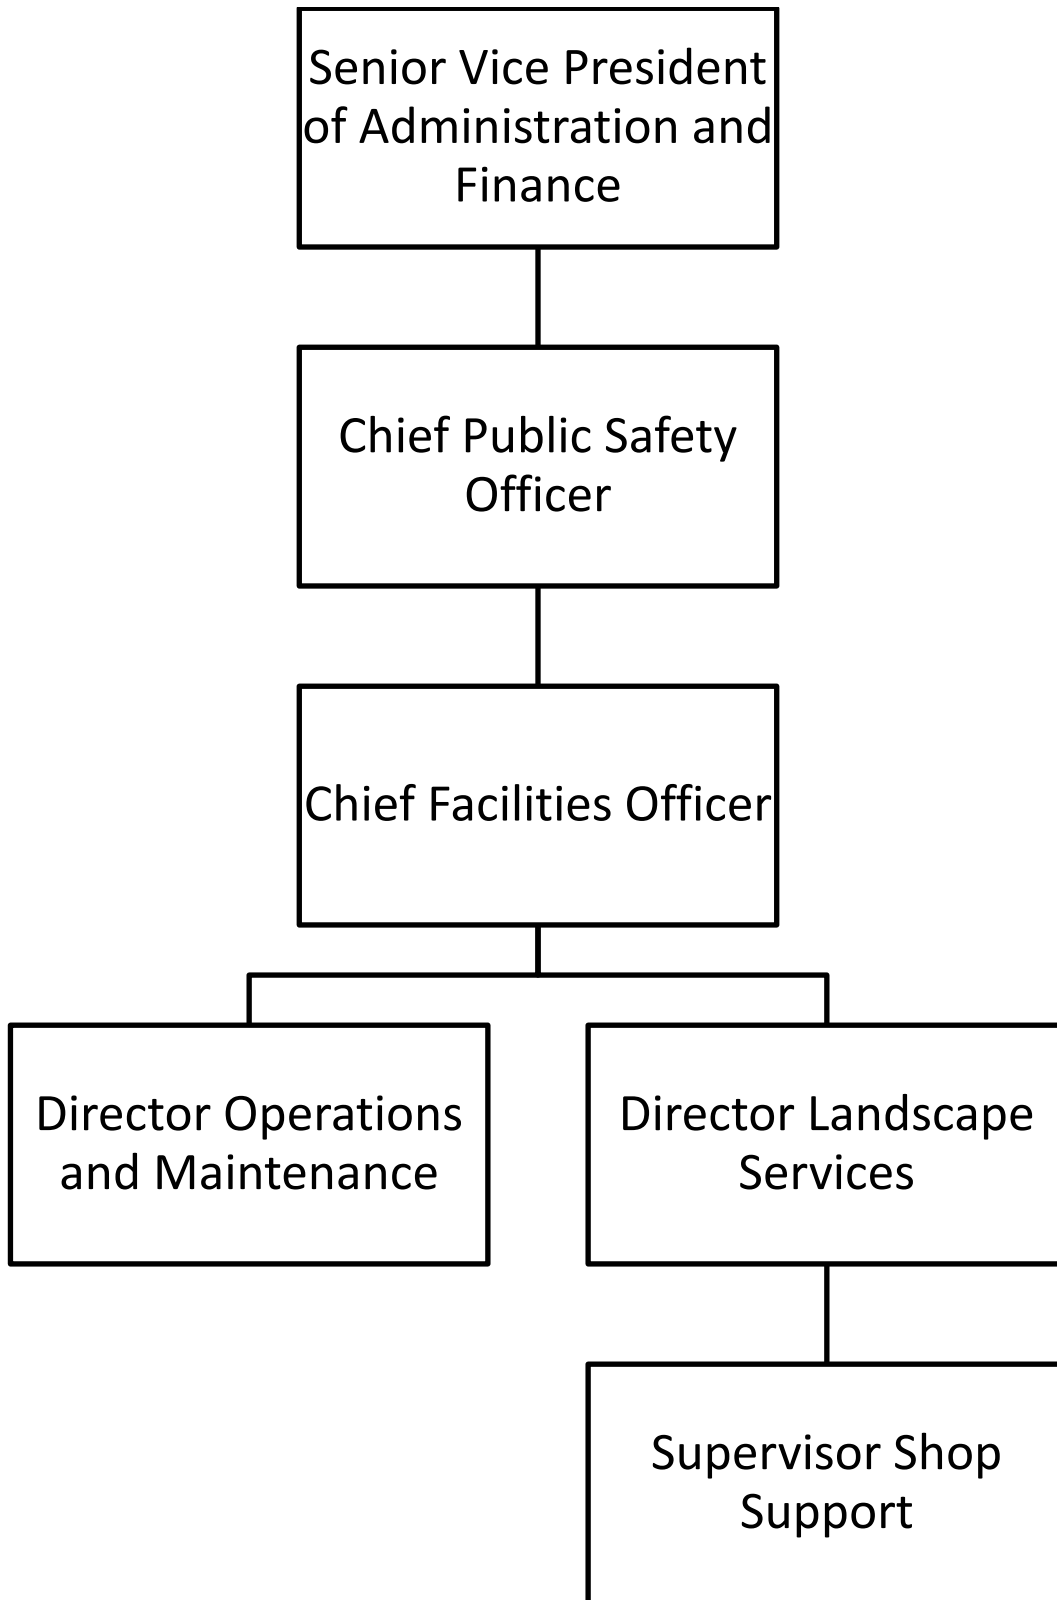 Senior Vice President
of Administration and
Finance
Chief Public Safety
Officer
Chief Facilities Officer
Director Operations
and Maintenance
Director Landscape
Services
Supervisor Shop
Support